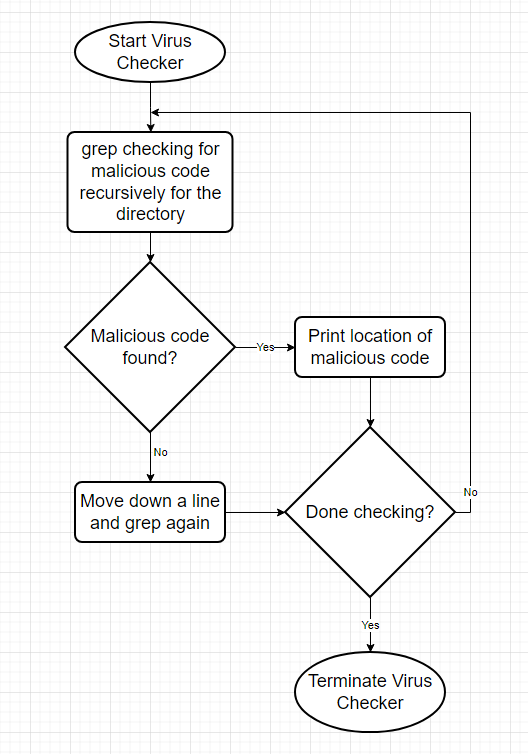 Start Virus
Checker
grep checking for
malicious code
recursively for the
directory
Malicious code
found?
Yes
Print location of
malicious code
No
Move down a line
and grep again
Done checking?
No
Yes
Terminate Virus
Checker